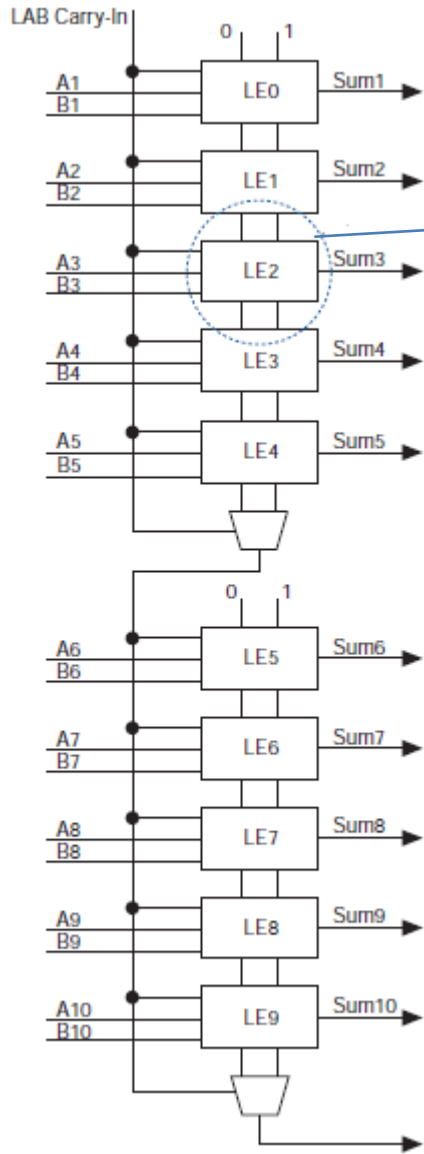 LAB Carry-In
0 1
A1
B1
LE0
Sum1
A2
B2
LE1
Sum2
A3
B3
LE2
Sum3
A4
B4
LE3
Sum4
A5
B5
LE4
Sum5
0 1
A6
B6
LE5
Sum6
A7
B7
LE6
Sum7
A8
B8
LE7
Sum8
A9
B9
LE8
Sum9
A10
B10
LE9
Sum10